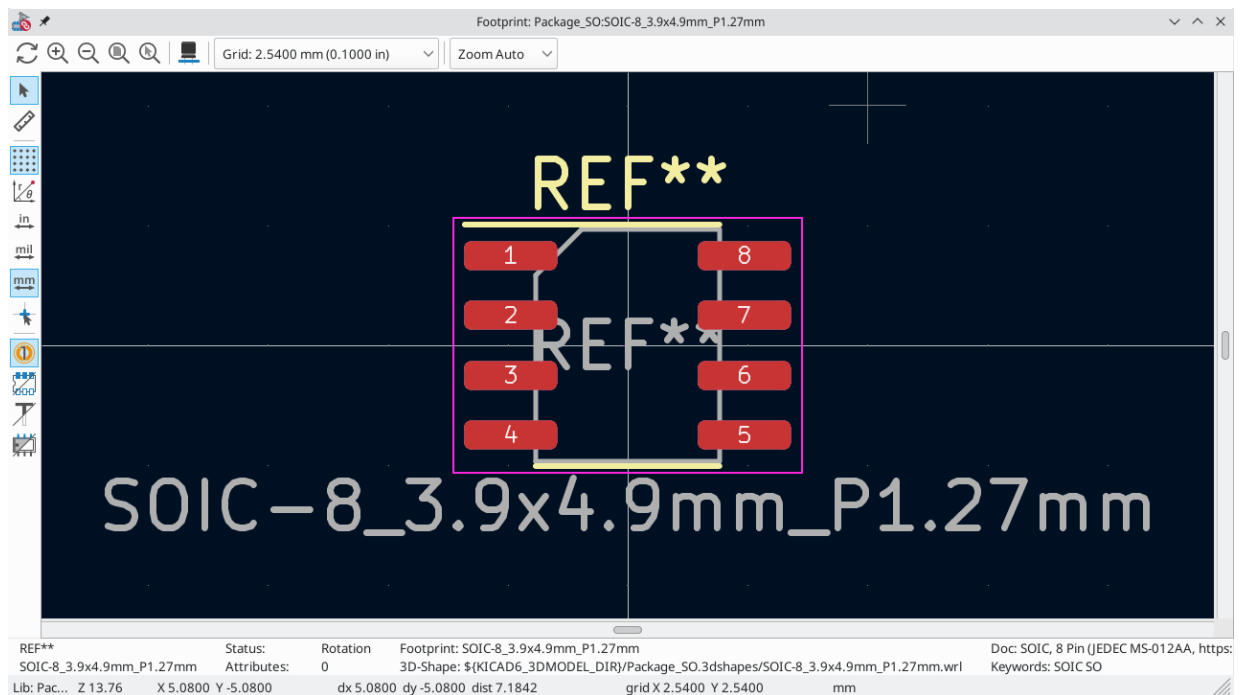 Footprint: Package_SO:SOIC-8_3.9x4.9mm_P1.27mm
Grid: 2.5400 mm (0.1000 in) Zoom Auto
in
mil
mm
REF**
1 8
2 7
REF**
3 6
4 5
SOIC-8_3.9x4.9mm_P1.27mm
REF** Status: Rotation Footprint: SOIC-8_3.9x4.9mm_P1.27mm Doc: SOIC, 8 Pin (JEDEC MS-012AA, https:
SOIC-8_3.9x4.9mm_P1.27mm Attributes: 0 3D-Shape: ${KICAD6_3DMODEL_DIR}/Package_SO.3dshapes/SOIC-8_3.9x4.9mm_P1.27mm.wrl Keywords: SOIC SO
Lib: Pac... Z 13.76 X 5.0800 Y -5.0800 dx 5.0800 dy -5.0800 dist 7.1842 grid X 2.5400 Y 2.5400 mm